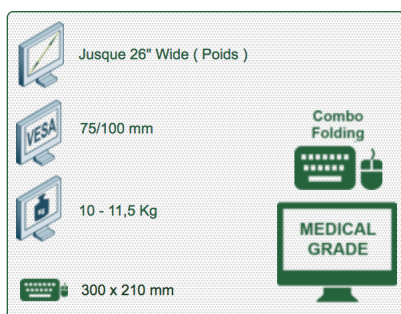 Jusque 26" Wide ( Poids )
VESA
75/100 mm
Combo
Folding
KG
10 - 11,5 Kg
MEDICAL
GRADE
300 x 210 mm